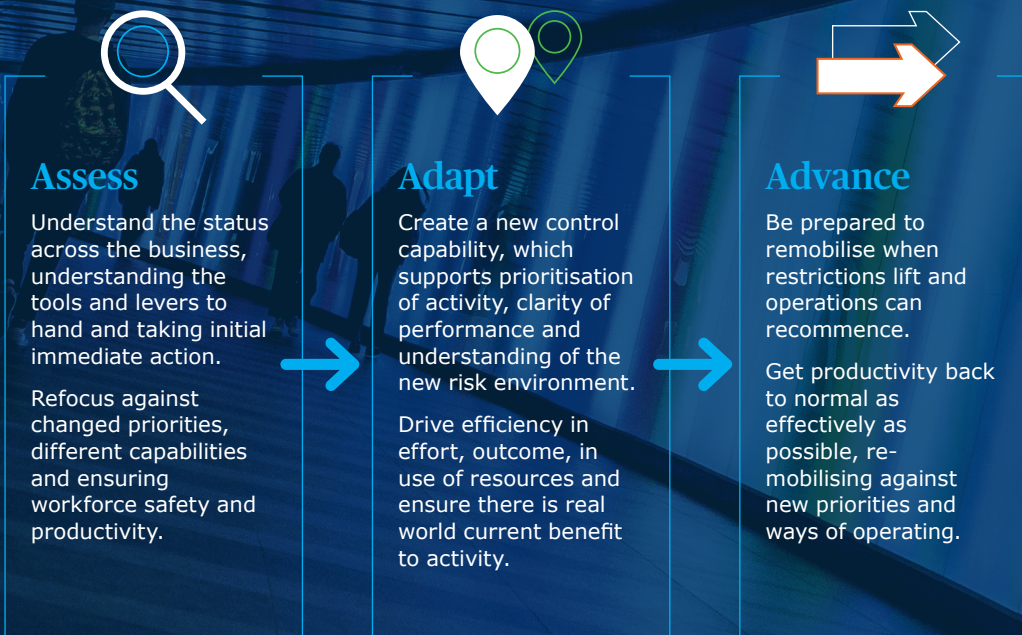 Assess
Understand the status
across the business,
understanding the
tools and levers to
hand and taking initial
immediate action.
Refocus against
changed priorities,
different capabilities
and ensuring
workforce safety and
productivity.
Adapt
Create a new control
capability, which
supports prioritisation
of activity, clarity of
performance and
understanding of the
new risk environment.
Drive efficiency in
effort, outcome, in
use of resources and
ensure there is real
world current benefit
to activity.
Advance
Be prepared to
remobilise when
restrictions lift and
operations can
recommence.
Get productivity back
to normal as
effectively as
possible, re-
mobilising against
new priorities and
ways of operating.